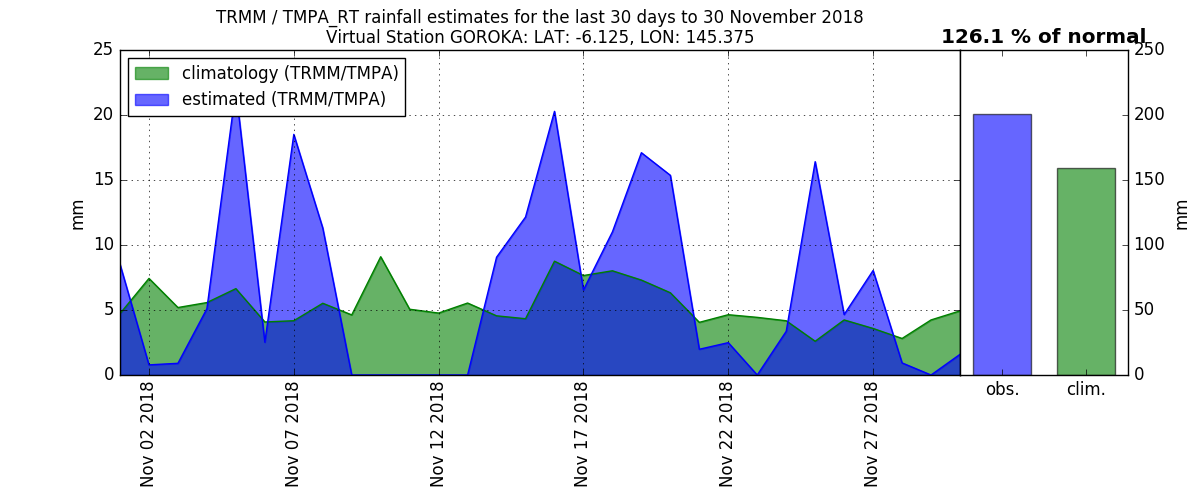 TRMM / TMPA_RT rainfall estimates for the last 30 days to 30 November 2018
Virtual Station GOROKA: LAT: -6.125, LON: 145.375
126.1 % of normal
climatology (TRMM/TMPA)
estimated (TRMM/TMPA)
25
20
15
10
5
0
mm
Nov 02 2018
Nov 07 2018
Nov 12 2018
Nov 17 2018
Nov 22 2018
Nov 27 2018
250
200
150
100
50
0
mm
obs.
clim.